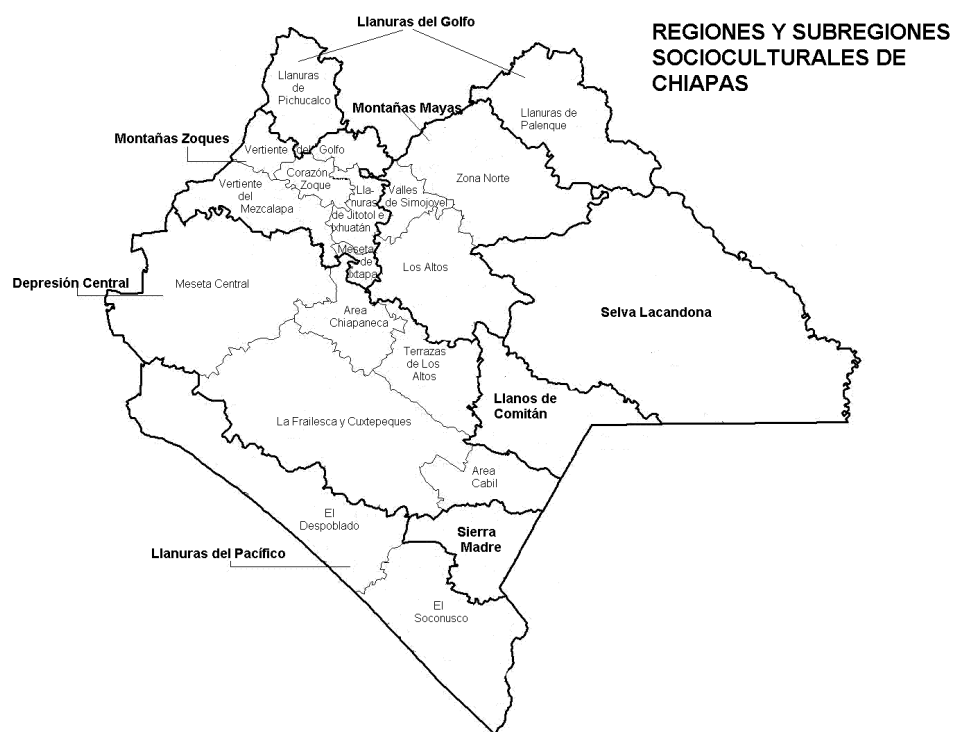 Llanuras del Golfo
REGIONES Y SUBREGIONES
SOCIOCULTURALES DE
CHIAPAS
Llanuras
de
Pichucalco
Montañas Mayas
Llanuras de
Palenque
Montañas Zoques
Vertiente del Golfo
Corazón
Zoque
Zona Norte
Vertiente
del
Mezcalapa
Lla-
nuras
de Jitotol e
Ixhuatán
Valles
de Simojovel
Meseta
de
Ixtapa
Los Altos
Depresión Central
Meseta Central
Selva Lacandona
Area
Chiapaneca
Terrazas
de Los
Altos
Llanos de
Comitán
La Frailesca y Cuxtepeques
Area
Cabil
El
Despoblado
Sierra
Madre
Llanuras del Pacífico
El
Soconusco